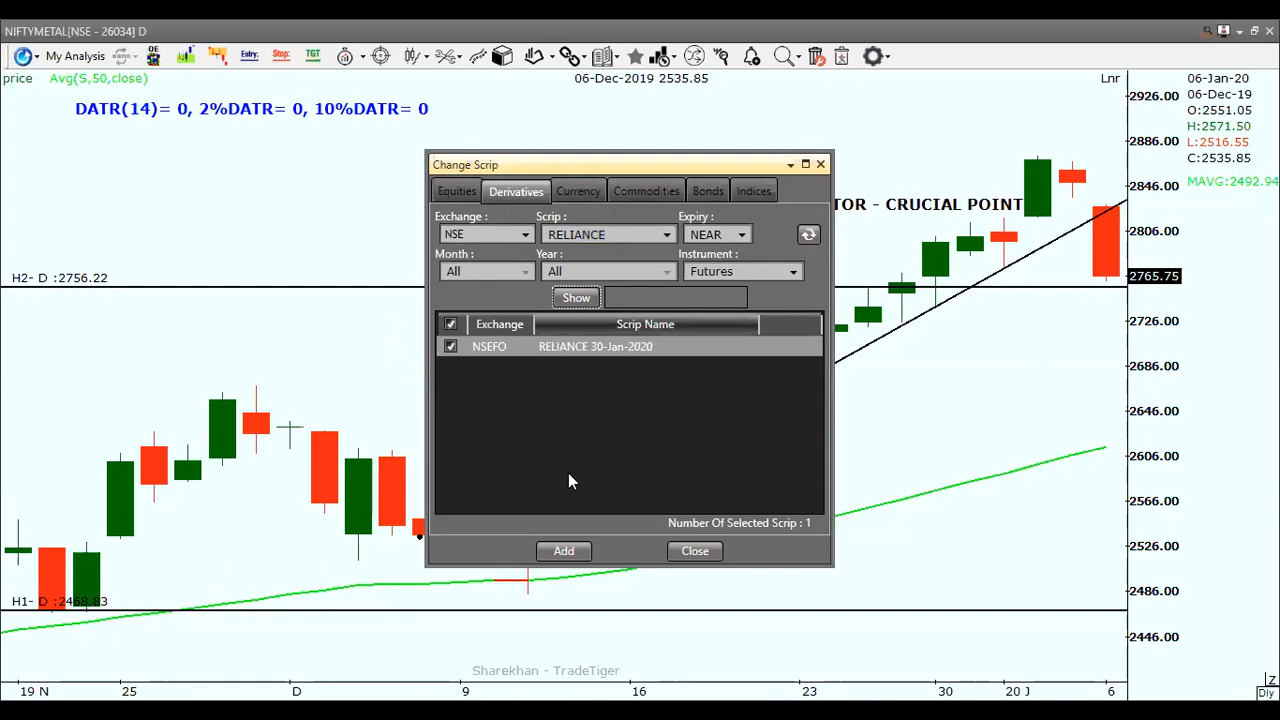 NIFTYMETAL[NSE - 26034] D
My Analysis
OE
Entry:
Stop:
TGT
price Avg(S,50,close)
06-Dec-2019 2535.85
Lnr
06-Jan-20
06-Dec-19
O:2551.05
H:2571.50
L:2516.55
C:2535.85
MAVG:2492.94
DATR(14)= 0, 2%DATR= 0, 10%DATR= 0
TOR - CRUCIAL POINT
H2- D :2756.22
H1- D :2468.83
Change Scrip
Equities Derivatives Currency Commodities Bonds Indices
Exchange : Scrip : Expiry :
NSE RELIANCE NEAR
Month : Year : Instrument :
All All Futures
Show
Exchange Scrip Name
NSEFO RELIANCE 30-Jan-2020
Number Of Selected Scrip : 1
Add Close
2926.00
2886.00
2846.00
2806.00
2765.75
2726.00
2686.00
2646.00
2606.00
2566.00
2526.00
2486.00
2446.00
Sharekhan - TradeTiger
19 N 25 D 9 16 23 30 20 J 6
Z
Dly